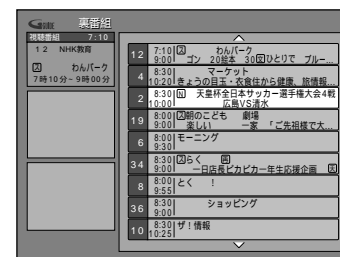 GUIDE 裏番組
視聴番組 7:10
12 NHK教育
図 わんパーク
7時10分~9時00分
12 7:10 図 わんパーク
9:00 ゴン 20絵本 30図ひとりで ブルー…
4 8:30 マーケット
10:20 きょうの目玉・衣食住から健康、旅情報…
2 8:30 N 天皇杯全日本サッカー選手権大会4戦
10:00 広島VS清水
19 8:00 図朝のこども 劇場
9:00 楽しい 一家 「ご先祖様で大…
6 8:00 モーニング
9:30
34 8:30 図らく 再
9:00 一日店長ピカピカ一年生応援企画 図
8 8:00 とく !
9:55
36 8:30 ショッピング
9:00
10 8:30 ザ!情報
10:25